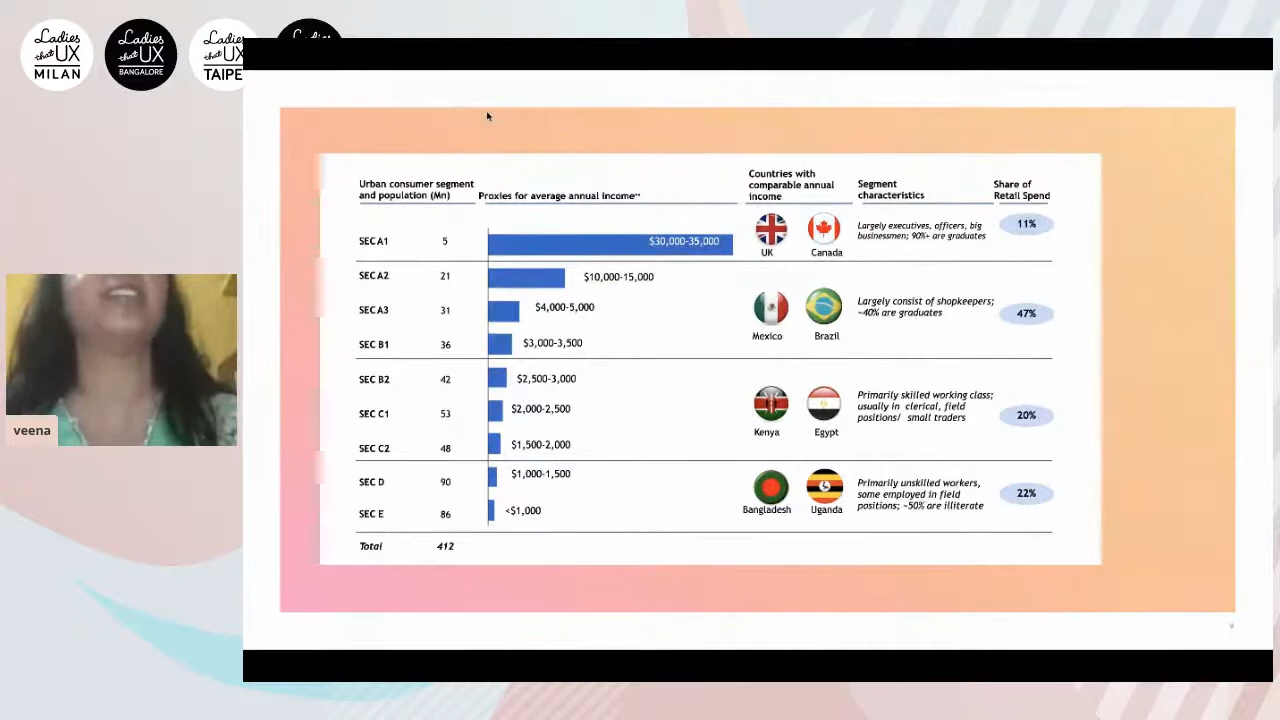 Ladies
that UX
MILAN
Ladies
that UX
BANGALORE
Ladies
that UX
TAIPE
Ladies
Urban consumer segment
and population (Mn)
Proxies for average annual income**
Countries with
comparable annual
income
Segment
characteristics
Share of
Retail Spend
SEC A1 5 $30,000-35,000
UK Canada
Largely executives, officers, big
businessmen; 90%+ are graduates
11%
SEC A2 21 $10,000-15,000
SEC A3 31 $4,000-5,000
SEC B1 36 $3,000-3,500
Mexico Brazil
Largely consist of shopkeepers;
~40% are graduates
47%
SEC B2 42 $2,500-3,000
SEC C1 53 $2,000-2,500
SEC C2 48 $1,500-2,000
Kenya Egypt
Primarily skilled working class;
usually in clerical, field
positions/ small traders
20%
SEC D 90 $1,000-1,500
SEC E 86 <$1,000
Bangladesh Uganda
Primarily unskilled workers,
some employed in field
positions; ~50% are illiterate
22%
Total 412
veena
9